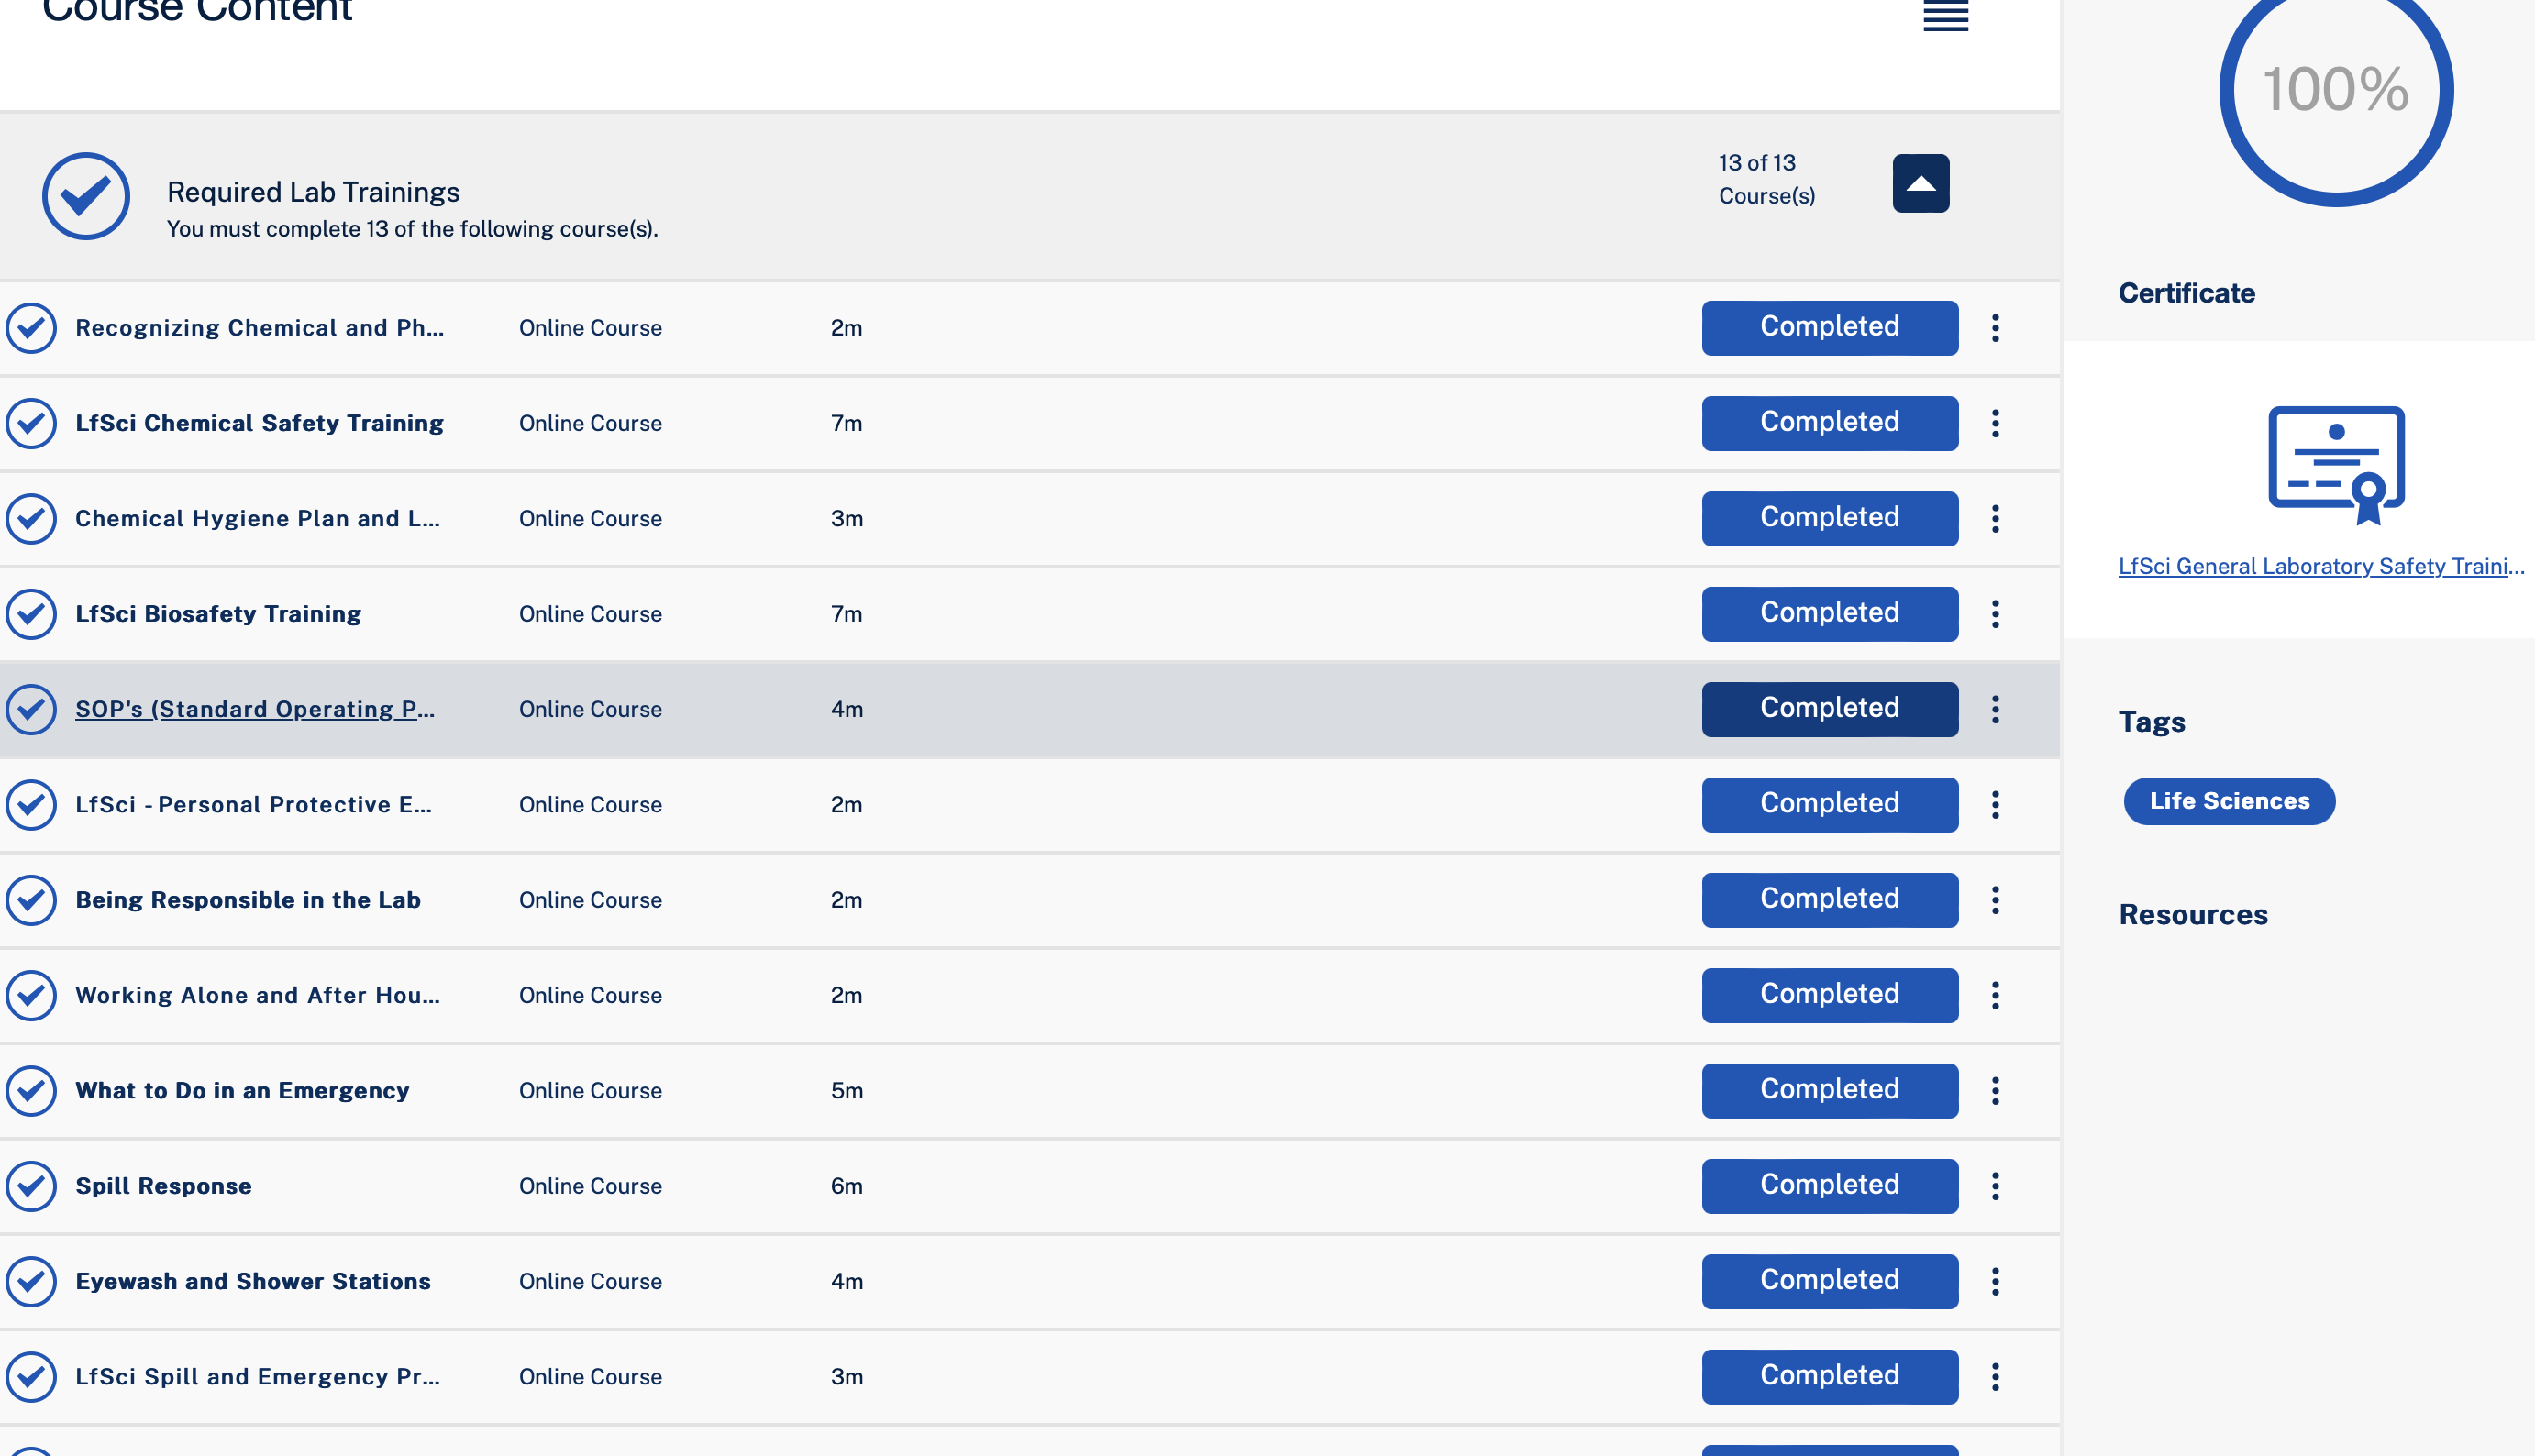 Course Content
100%
Required Lab Trainings
You must complete 13 of the following course(s).
13 of 13
Course(s)
Recognizing Chemical and Ph... Online Course 2m Completed
LfSci Chemical Safety Training Online Course 7m Completed
Chemical Hygiene Plan and L... Online Course 3m Completed
LfSci Biosafety Training Online Course 7m Completed
SOP's (Standard Operating P... Online Course 4m Completed
LfSci - Personal Protective E... Online Course 2m Completed
Being Responsible in the Lab Online Course 2m Completed
Working Alone and After Hou... Online Course 2m Completed
What to Do in an Emergency Online Course 5m Completed
Spill Response Online Course 6m Completed
Eyewash and Shower Stations Online Course 4m Completed
LfSci Spill and Emergency Pr... Online Course 3m Completed
Certificate
LfSci General Laboratory Safety Traini...
Tags
Life Sciences
Resources